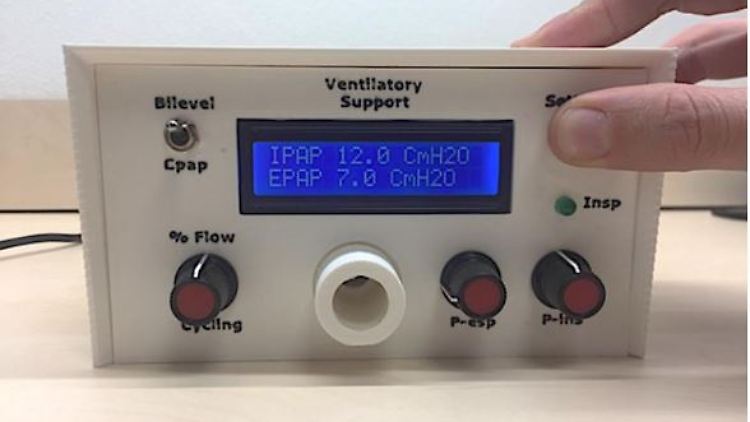 Ventilatory
Support
Bilevel
Cpap
IPAP 12.0 CmH2O
EPAP 7.0 CmH2O
Insp
% Flow
Cycling
P-esp
P-ins